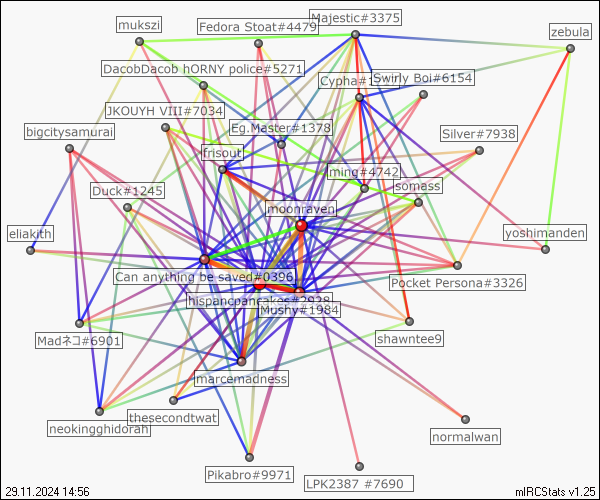 Majestic#3375
mukszi
Fedora Stoat#4479
zebula
DacobDacob hORNY police#5271
Swirly Boi#6154
JKOUYH VIII#7034
Eg.Master#1378
bigcitysamurai
Silver#7938
frisout
ming#4742
Duck#1245
somass
moonraven
eliakith
yoshimanden
Can anything be saved#0396
Pocket Persona#3326
hispanicpancakes#2928
Mushy#1984
Madネコ#6901
shawntee9
marcemadness
thesecondtwat
neokingghidorah
normalwan
Pikabro#9971
LPK2387 #7690
29.11.2024 14:56
mIRCStats v1.25